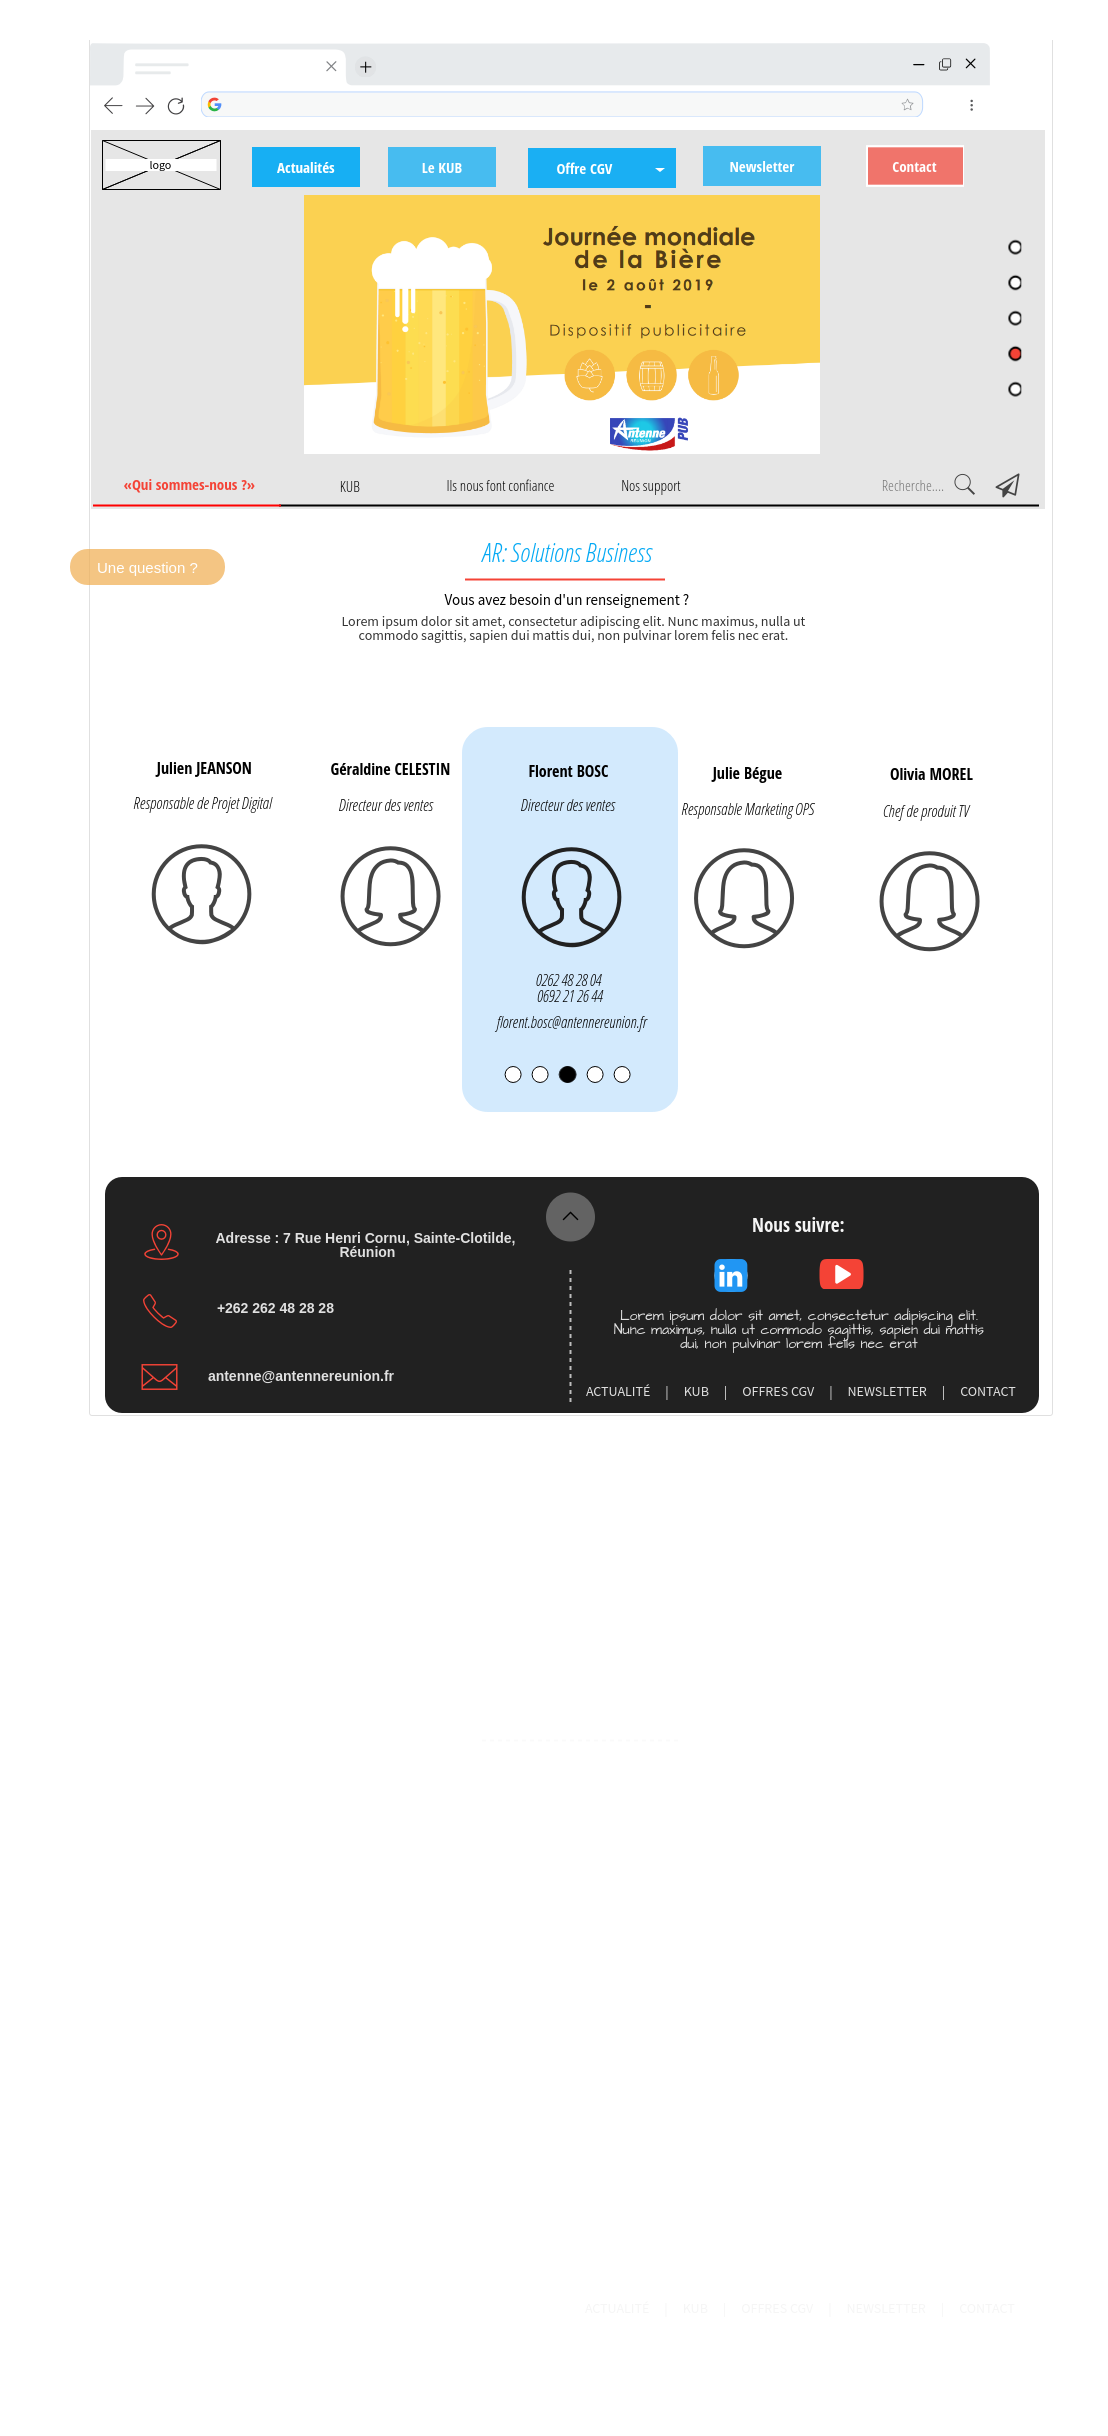 logo
Actualités
Le KUB
Offre CGV
Newsletter
Contact
Journée mondiale
de la Bière
le 2 août 2019
-
Dispositif publicitaire
Antenne
REUNION
PUB
«Qui sommes-nous ?»
KUB
Ils nous font confiance
Nos support
Recherche....
AR: Solutions Business
Une question ?
Vous avez besoin d'un renseignement ?
Lorem ipsum dolor sit amet, consectetur adipiscing elit. Nunc maximus, nulla ut
commodo sagittis, sapien dui mattis dui, non pulvinar lorem felis nec erat.
Julien JEANSON
Responsable de Projet Digital
Géraldine CELESTIN
Directeur des ventes
Florent BOSC
Directeur des ventes
0262 48 28 04
0692 21 26 44
florent.bosc@antennereunion.fr
Julie Bégue
Responsable Marketing OPS
Olivia MOREL
Chef de produit TV
Adresse : 7 Rue Henri Cornu, Sainte-Clotilde,
Réunion
+262 262 48 28 28
antenne@antennereunion.fr
Nous suivre:
in
Lorem ipsum dolor sit amet, consectetur adipiscing elit.
Nunc maximus, nulla ut commodo sagittis, sapien dui mattis
dui, non pulvinar lorem felis nec erat
ACTUALITÉ | KUB | OFFRES CGV | NEWSLETTER | CONTACT
ACTUALITÉ | KUB | OFFRES CGV | NEWSLETTER | CONTACT